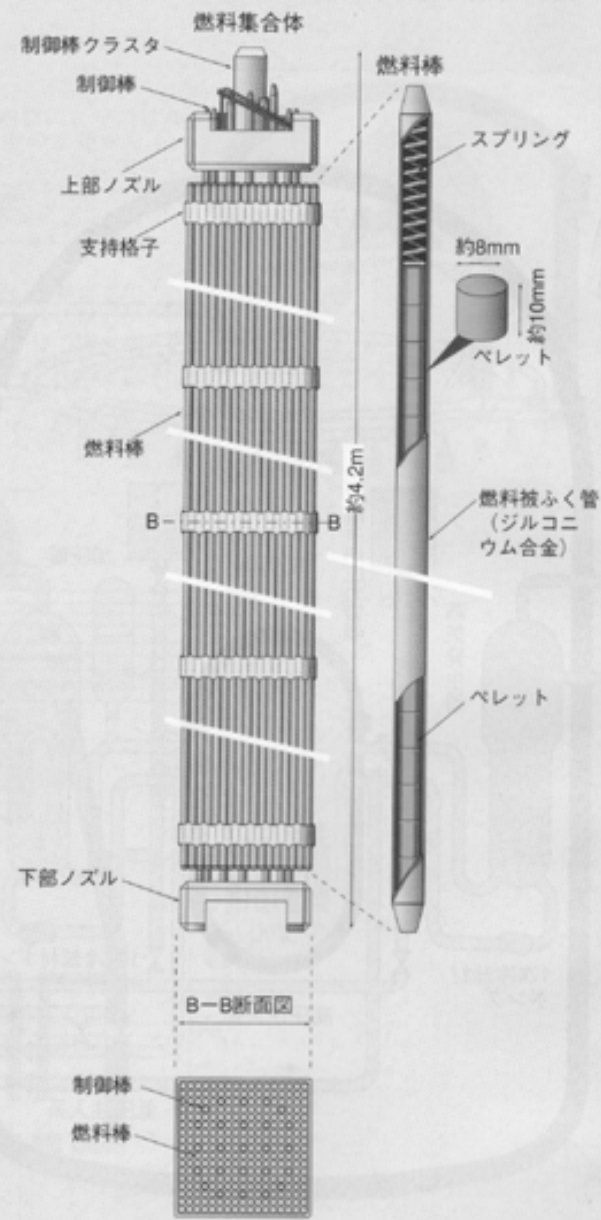 燃料集合体
制御棒クラスタ
制御棒
上部ノズル
支持格子
燃料棒
B
B
約4.2m
下部ノズル
B－B断面図
制御棒
燃料棒
燃料棒
スプリング
約8mm
約10mm
ペレット
燃料被ふく管
（ジルコニ
ウム合金）
ペレット